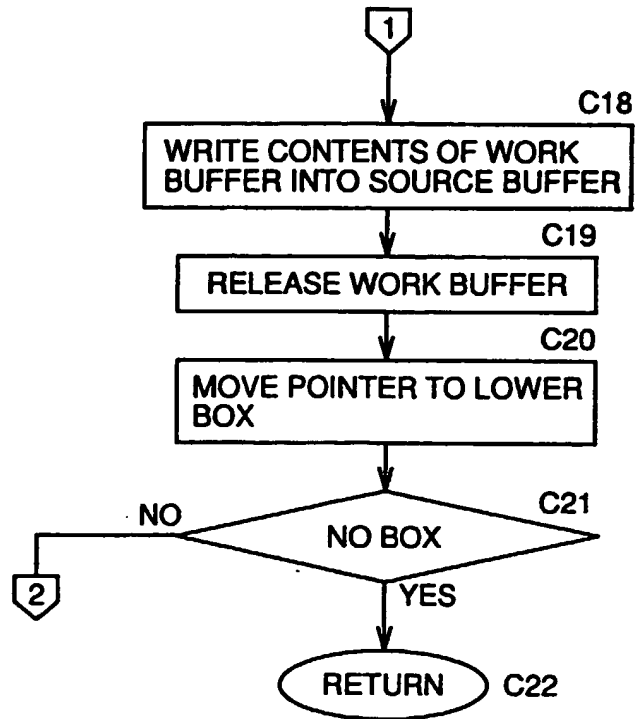 1
C18
WRITE CONTENTS OF WORK
BUFFER INTO SOURCE BUFFER
C19
RELEASE WORK BUFFER
C20
MOVE POINTER TO LOWER
BOX
C21
NO
NO BOX
2
YES
RETURN
C22